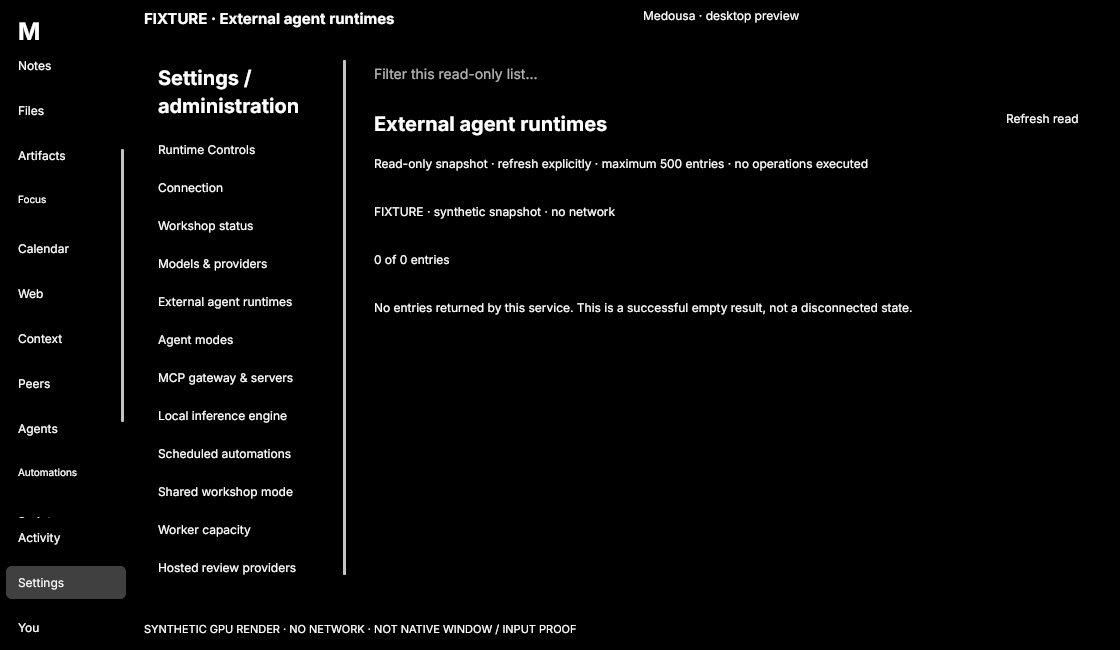 M
FIXTURE · External agent runtimes
Medousa · desktop preview
Notes
Files
Artifacts
Focus
Calendar
Web
Context
Peers
Agents
Automations
Activity
Settings
You
Settings /
administration
Runtime Controls
Connection
Workshop status
Models & providers
External agent runtimes
Agent modes
MCP gateway & servers
Local inference engine
Scheduled automations
Shared workshop mode
Worker capacity
Hosted review providers
Filter this read-only list...
External agent runtimes
Refresh read
Read-only snapshot · refresh explicitly · maximum 500 entries · no operations executed
FIXTURE · synthetic snapshot · no network
0 of 0 entries
No entries returned by this service. This is a successful empty result, not a disconnected state.
SYNTHETIC GPU RENDER · NO NETWORK · NOT NATIVE WINDOW / INPUT PROOF